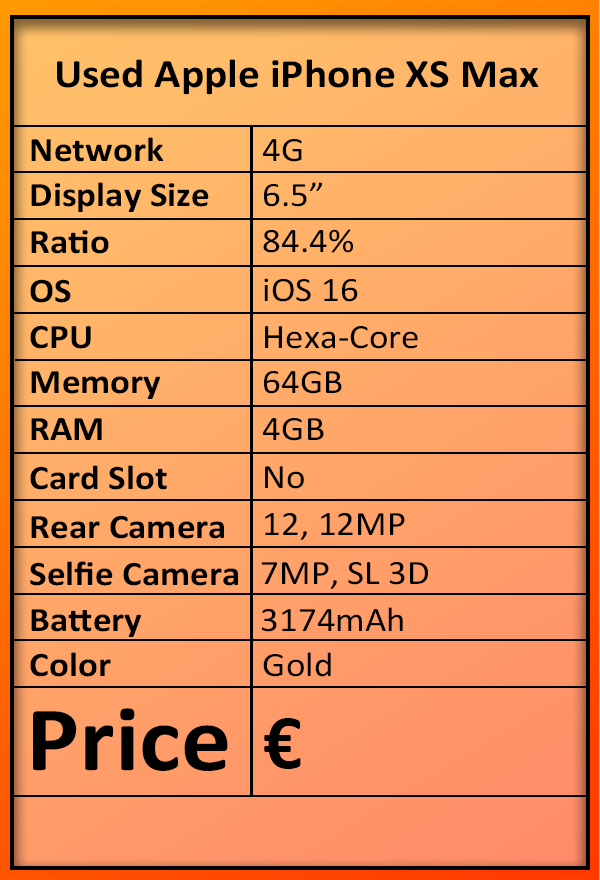 Used Apple iPhone XS Max
Network 4G
Display Size 6.5”
Ratio 84.4%
OS iOS 16
CPU Hexa-Core
Memory 64GB
RAM 4GB
Card Slot No
Rear Camera 12, 12MP
Selfie Camera 7MP, SL 3D
Battery 3174mAh
Color Gold
Price €